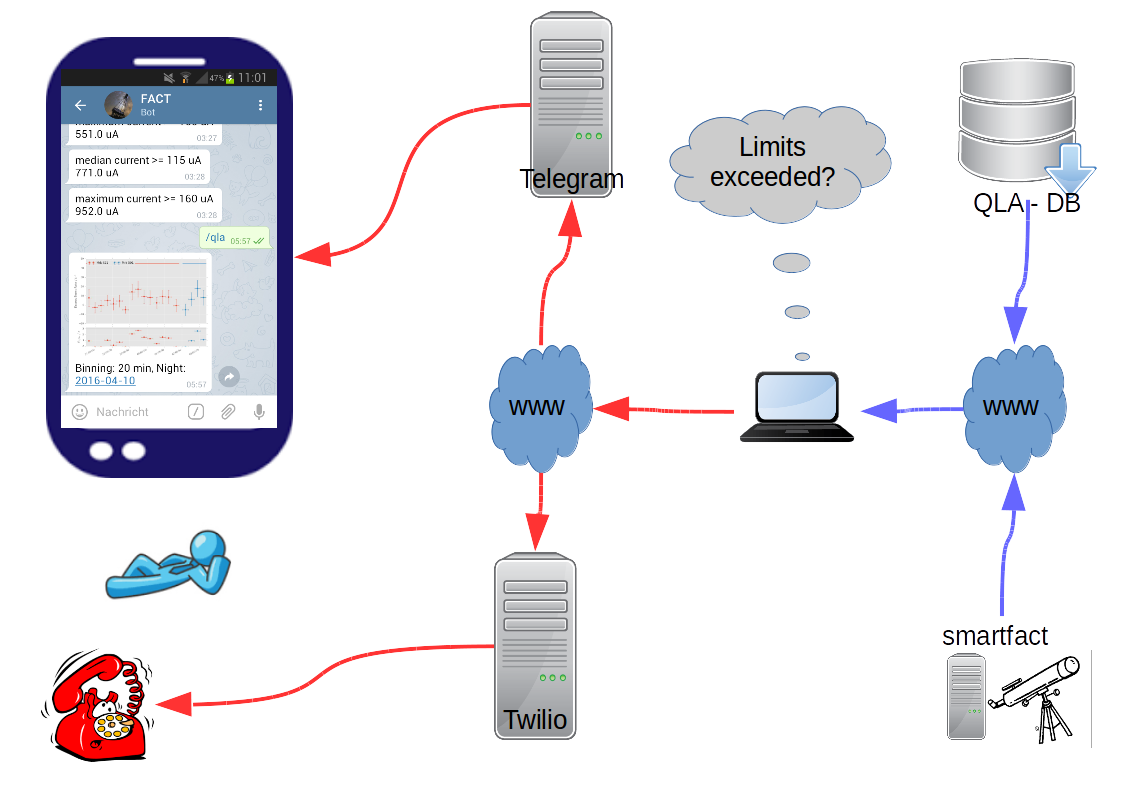 47% 11:01
FACT
Bot
551.0 uA
03:27
median current >= 115 uA
771.0 uA
03:28
maximum current >= 160 uA
952.0 uA
03:28
/qla 05:57
Binning: 20 min, Night:
2016-04-10
05:57
Nachricht
Telegram
Limits
exceeded?
QLA - DB
www
www
Twilio
smartfact